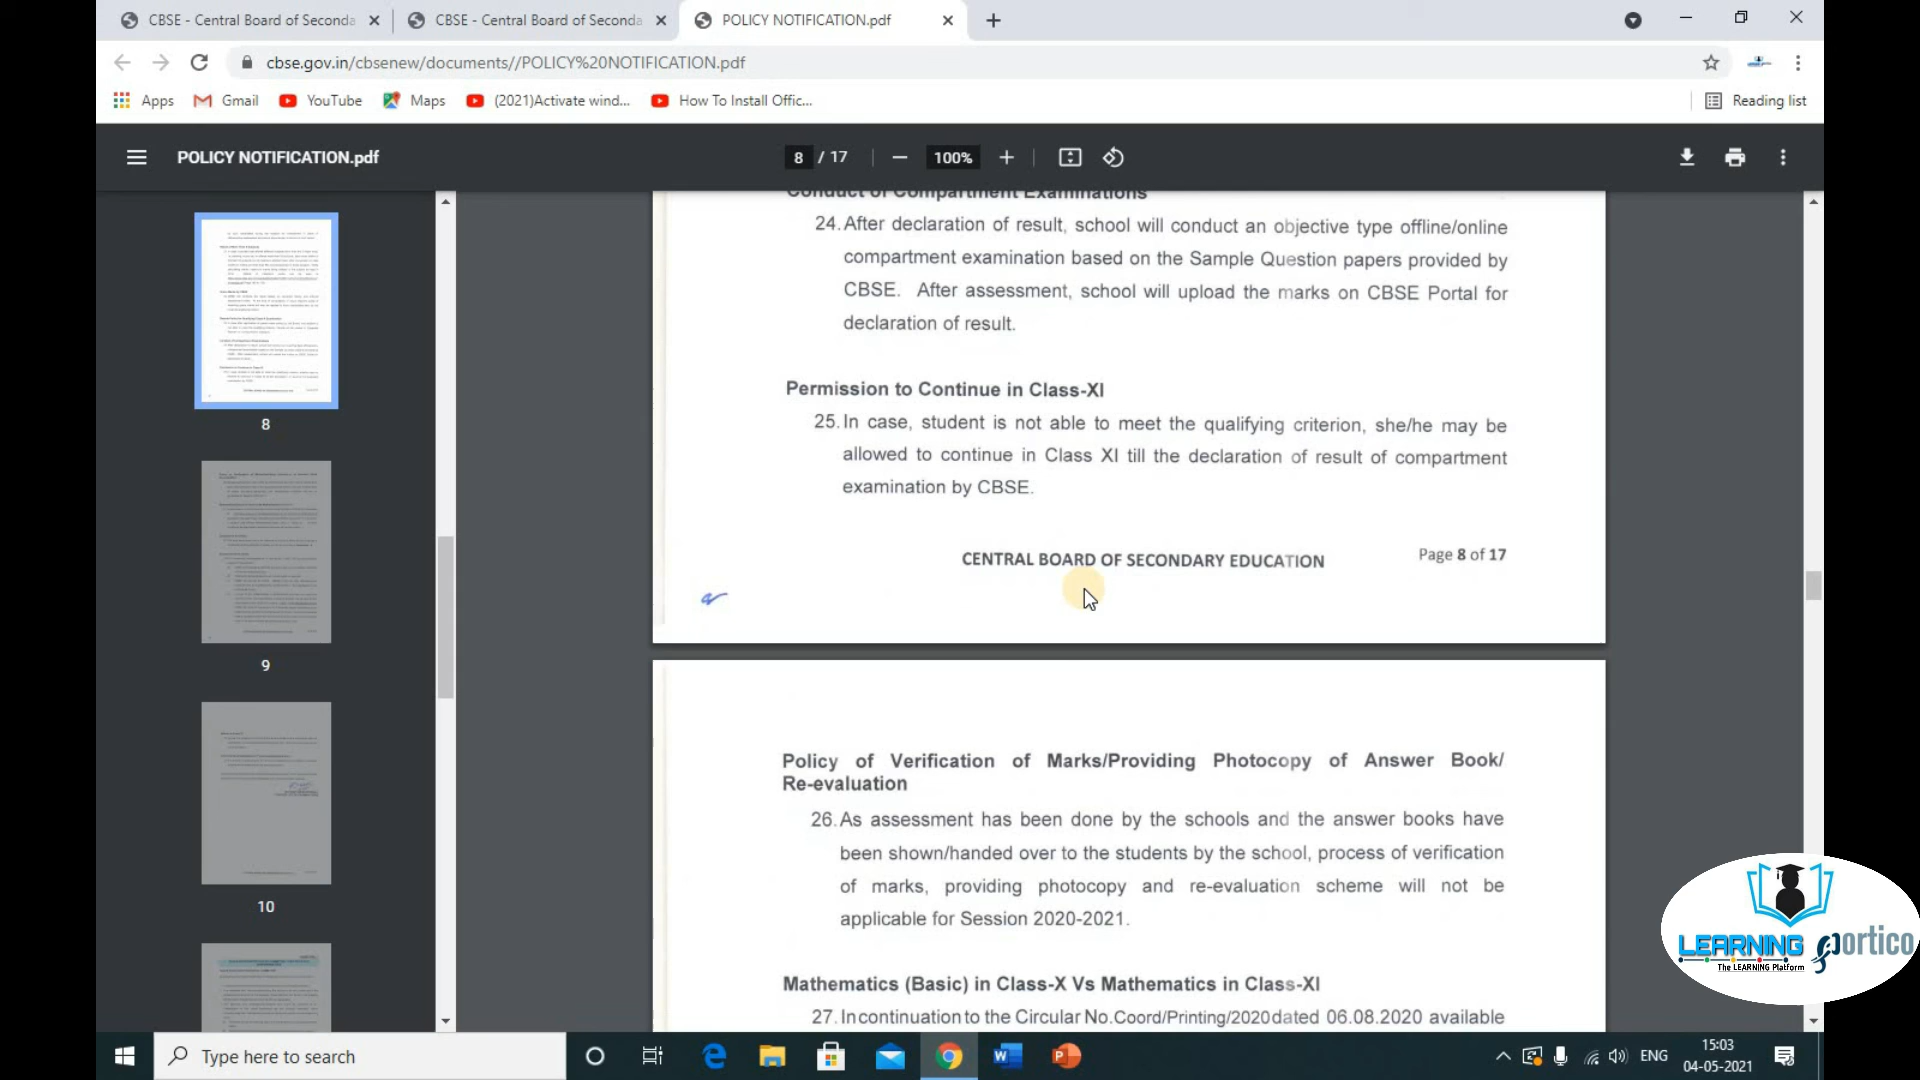 CBSE - Central Board of Seconda
CBSE - Central Board of Seconda
POLICY NOTIFICATION.pdf
cbse.gov.in/cbsenew/documents//POLICY%20NOTIFICATION.pdf
Apps
Gmail
YouTube
Maps
(2021)Activate wind...
How To Install Offic...
Reading list
POLICY NOTIFICATION.pdf
8 / 17
100%
Conduct of Compartment Examinations
24. After declaration of result, school will conduct an objective type offline/online
compartment examination based on the Sample Question papers provided by
CBSE. After assessment, school will upload the marks on CBSE Portal for
declaration of result.
Permission to Continue in Class-XI
25. In case, student is not able to meet the qualifying criterion, she/he may be
allowed to continue in Class XI till the declaration of result of compartment
examination by CBSE.
CENTRAL BOARD OF SECONDARY EDUCATION
Page 8 of 17
8
9
10
Policy of Verification of Marks/Providing Photocopy of Answer Book/
Re-evaluation
26. As assessment has been done by the schools and the answer books have
been shown/handed over to the students by the school, process of verification
of marks, providing photocopy and re-evaluation scheme will not be
applicable for Session 2020-2021.
Mathematics (Basic) in Class-X Vs Mathematics in Class-XI
27. In continuation to the Circular No.Coord/Printing/2020 dated 06.08.2020 available
LEARNING portico
The LEARNING Platform
Type here to search
ENG
15:03
04-05-2021